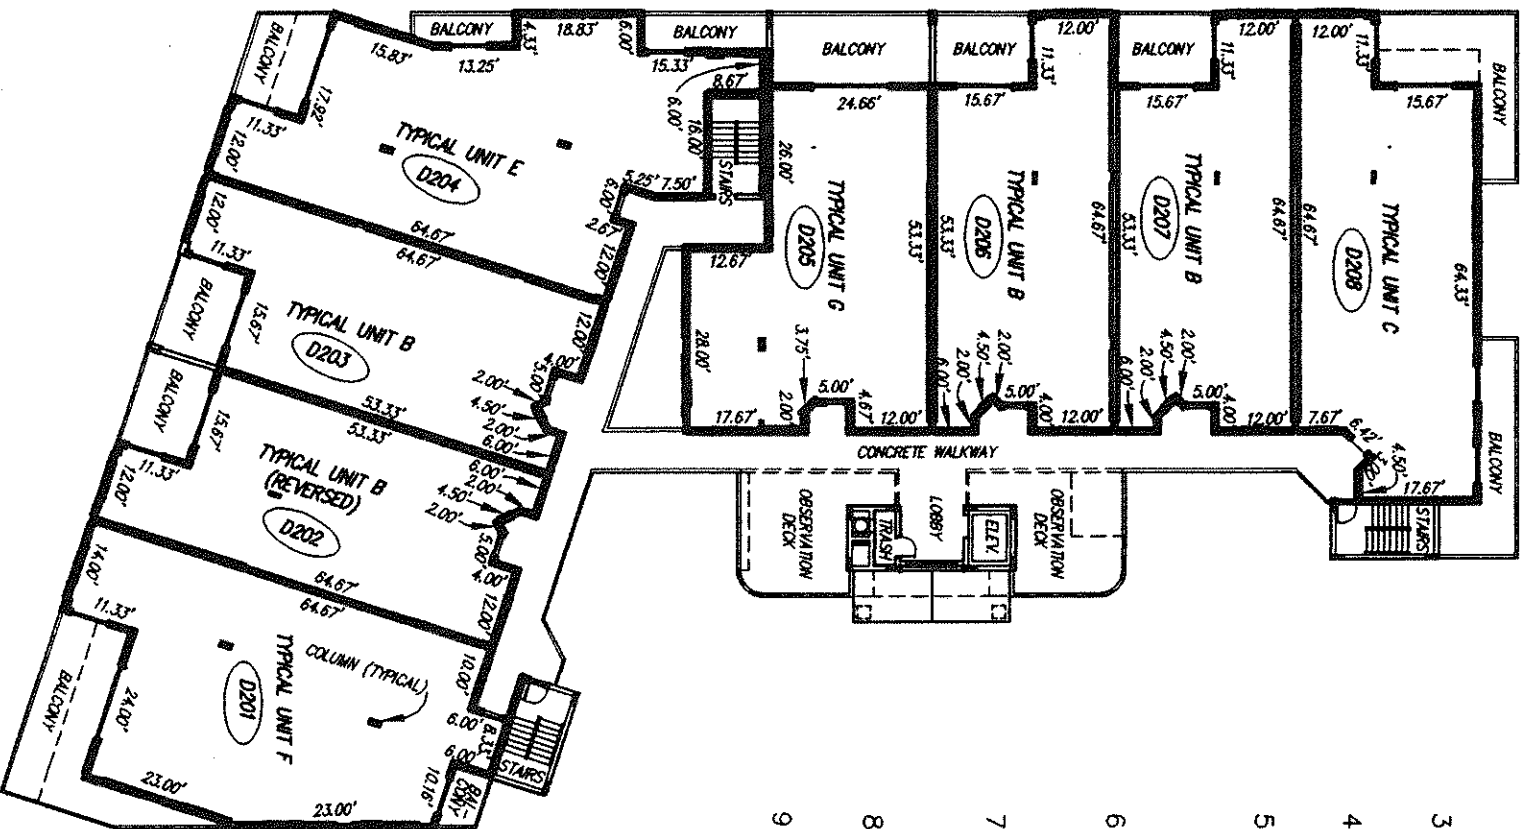 BALCONY
15.83'
13.25'
4.33'
18.83'
6.00'
BALCONY
15.33'
8.67'
6.00'
16.00'
STAIRS
BALCONY
17.92'
11.33'
12.00'
TYPICAL UNIT E
D204
5.25'
7.50'
6.00'
2.67'
12.00'
64.67'
BALCONY
24.66'
26.00'
TYPICAL UNIT G
D205
53.33'
12.67'
28.00'
3.75'
5.00'
4.67'
2.00'
17.67'
12.00'
BALCONY
12.00'
11.33'
15.67'
TYPICAL UNIT B
D206
64.67'
53.33'
2.00'
4.50'
2.00'
6.00'
5.00'
4.00'
12.00'
BALCONY
12.00'
11.33'
15.67'
TYPICAL UNIT B
D207
64.67'
53.33'
2.00'
4.50'
2.00'
6.00'
5.00'
4.00'
12.00'
12.00'
11.33'
15.67'
BALCONY
TYPICAL UNIT C
D208
64.67'
64.33'
7.67'
6.42'
5.00'
4.50'
17.67'
BALCONY
BALCONY
STAIRS
CONCRETE WALKWAY
OBSERVATION
DECK
LOBBY
TRASH
ELEV.
OBSERVATION
DECK
12.00'
11.33'
BALCONY
15.67'
64.67'
TYPICAL UNIT B
D203
12.00'
4.00'
5.00'
2.00'
4.50'
2.00'
6.00'
53.33'
53.33'
BALCONY
15.67'
11.33'
12.00'
TYPICAL UNIT B
(REVERSED)
D202
6.00'
2.00'
4.50'
2.00'
5.00'
4.00'
12.00'
64.67'
64.67'
14.00'
11.33'
BALCONY
24.00'
TYPICAL UNIT F
D201
COLUMN (TYPICAL)
10.00'
6.00'
8.33'
6.00'
10.16'
BAL-
CONY
STAIRS
23.00'
23.00'
3
4
5
6
7
8
9